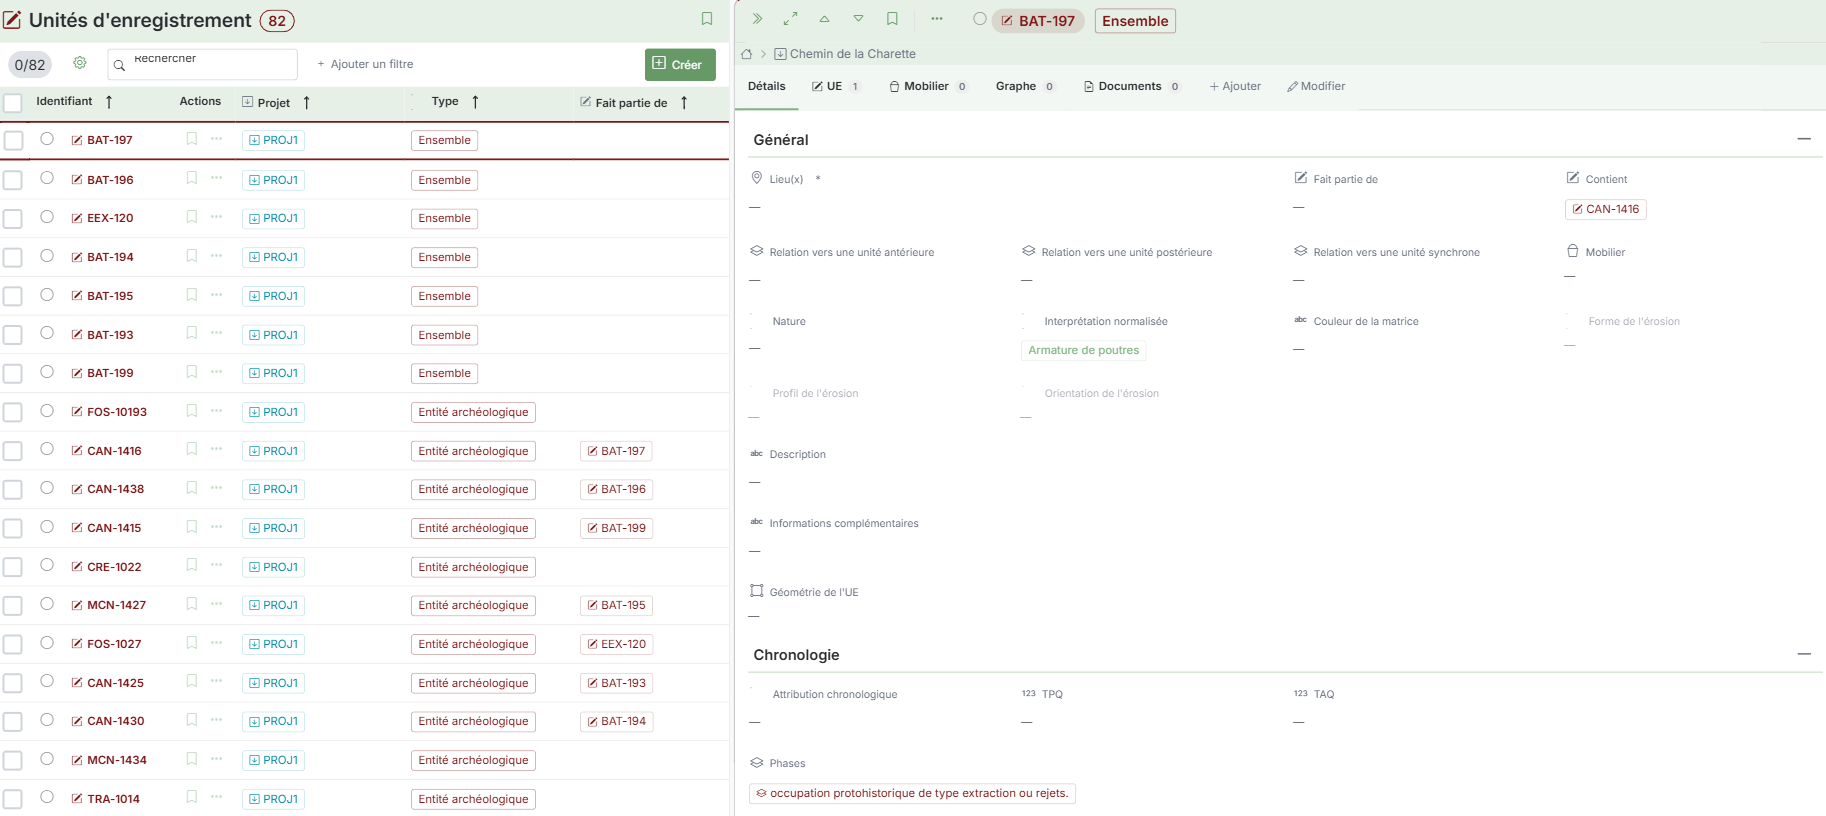 Unités d'enregistrement 82
0/82 Rechercher + Ajouter un filtre Créer
Identifiant Actions Projet Type Fait partie de
BAT-197 PROJ1 Ensemble
BAT-196 PROJ1 Ensemble
EEX-120 PROJ1 Ensemble
BAT-194 PROJ1 Ensemble
BAT-195 PROJ1 Ensemble
BAT-193 PROJ1 Ensemble
BAT-199 PROJ1 Ensemble
FOS-10193 PROJ1 Entité archéologique
CAN-1416 PROJ1 Entité archéologique BAT-197
CAN-1438 PROJ1 Entité archéologique BAT-196
CAN-1415 PROJ1 Entité archéologique BAT-199
CRE-1022 PROJ1 Entité archéologique
MCN-1427 PROJ1 Entité archéologique BAT-195
FOS-1027 PROJ1 Entité archéologique EEX-120
CAN-1425 PROJ1 Entité archéologique BAT-193
CAN-1430 PROJ1 Entité archéologique BAT-194
MCN-1434 PROJ1 Entité archéologique
TRA-1014 PROJ1 Entité archéologique
BAT-197 Ensemble
Chemin de la Charette
Détails UE 1 Mobilier 0 Graphe 0 Documents 0 + Ajouter Modifier
Général
Lieu(x) * Fait partie de Contient
— — CAN-1416
Relation vers une unité antérieure Relation vers une unité postérieure Relation vers une unité synchrone Mobilier
— — — —
Nature Interprétation normalisée abc Couleur de la matrice Forme de l'érosion
— Armature de poutres — —
Profil de l'érosion Orientation de l'érosion
— —
abc Description
—
abc Informations complémentaires
—
Géométrie de l'UE
—
Chronologie
Attribution chronologique 123 TPQ 123 TAQ
— — —
Phases
occupation protohistorique de type extraction ou rejets.